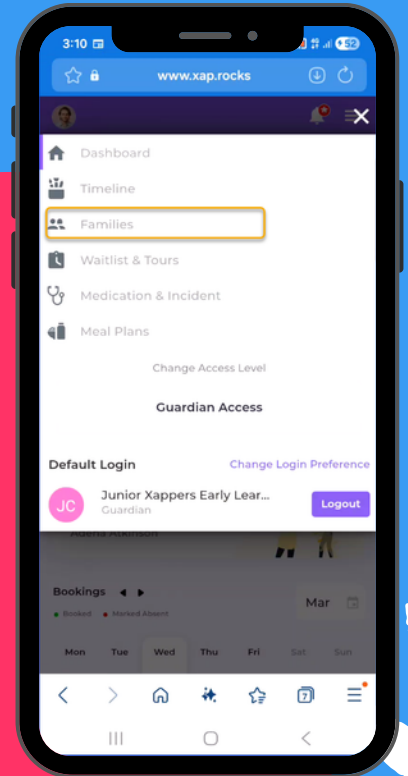 3:10 52
www.xap.rocks
Dashboard
Timeline
Families
Waitlist & Tours
Medication & Incident
Meal Plans
Change Access Level
Guardian Access
Default Login Change Login Preference
JC Junior Xappers Early Lear...
Guardian
Logout
Adena Atkinson
Bookings Mar
Booked Marked Absent
Mon Tue Wed Thu Fri Sat Sun
7